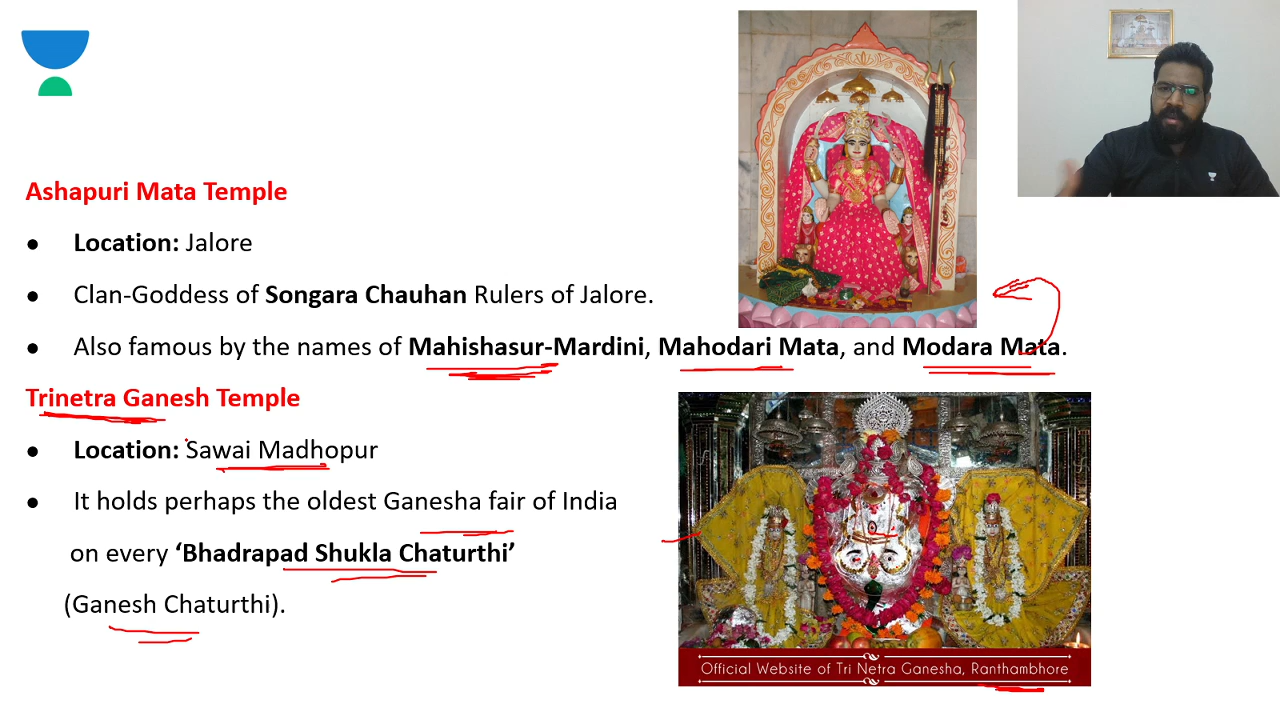 Ashapuri Mata Temple
● Location: Jalore
● Clan-Goddess of Songara Chauhan Rulers of Jalore.
● Also famous by the names of Mahishasur-Mardini, Mahodari Mata, and Modara Mata.
Trinetra Ganesh Temple
● Location: Sawai Madhopur
● It holds perhaps the oldest Ganesha fair of India
on every ‘Bhadrapad Shukla Chaturthi’
(Ganesh Chaturthi).
Official Website of Tri Netra Ganesha, Ranthambhore